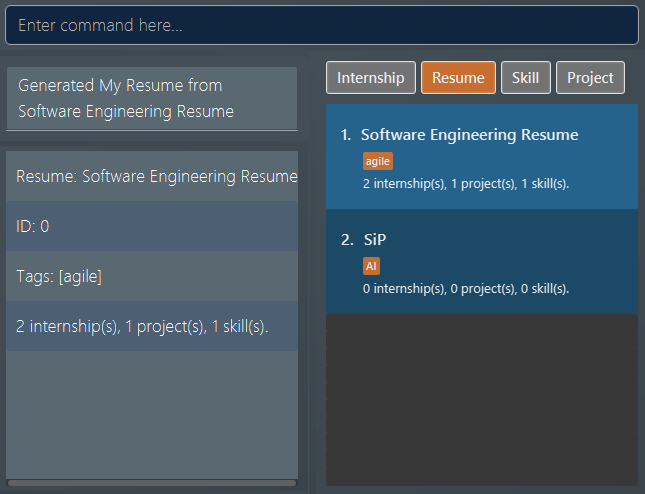 Enter command here...
Generated My Resume from
Software Engineering Resume
Resume: Software Engineering Resume
ID: 0
Tags: [agile]
2 internship(s), 1 project(s), 1 skill(s).
Internship Resume Skill Project
1. Software Engineering Resume
agile
2 internship(s), 1 project(s), 1 skill(s).
2. SiP
AI
0 internship(s), 0 project(s), 0 skill(s).